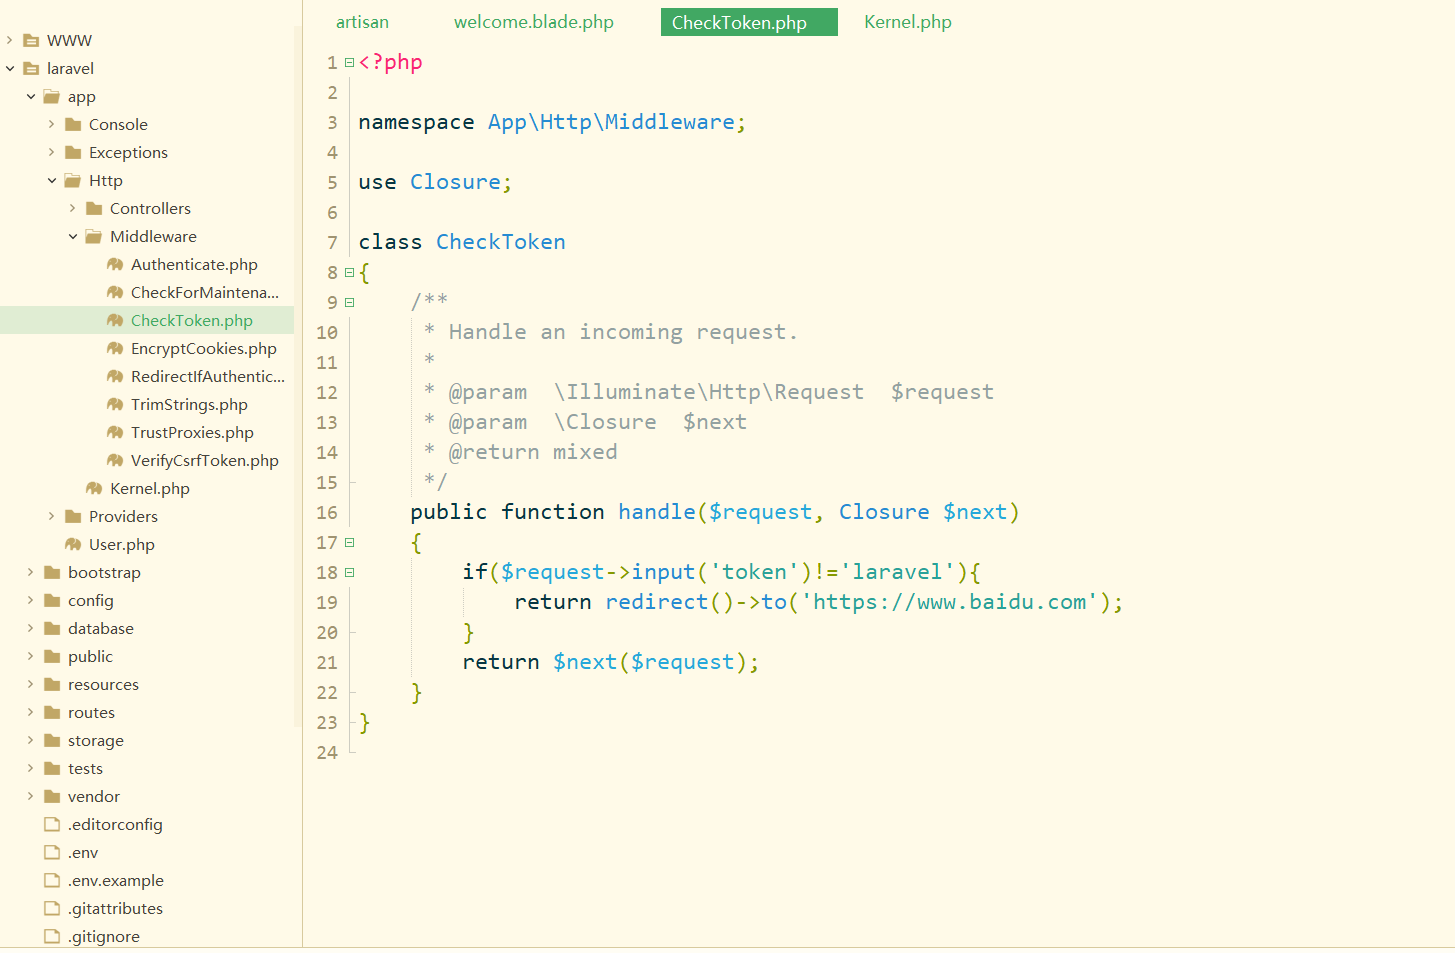 WWW
laravel
app
Console
Exceptions
Http
Controllers
Middleware
Authenticate.php
CheckForMaintena...
CheckToken.php
EncryptCookies.php
RedirectIfAuthentic...
TrimStrings.php
TrustProxies.php
VerifyCsrfToken.php
Kernel.php
Providers
User.php
bootstrap
config
database
public
resources
routes
storage
tests
vendor
.editorconfig
.env
.env.example
.gitattributes
.gitignore
artisan welcome.blade.php CheckToken.php Kernel.php
1 <?php
2
3 namespace App\Http\Middleware;
4
5 use Closure;
6
7 class CheckToken
8 {
9     /**
10      * Handle an incoming request.
11      *
12      * @param  \Illuminate\Http\Request  $request
13      * @param  \Closure  $next
14      * @return mixed
15      */
16     public function handle($request, Closure $next)
17     {
18         if($request->input('token')!='laravel'){
19             return redirect()->to('https://www.baidu.com');
20         }
21         return $next($request);
22     }
23 }
24